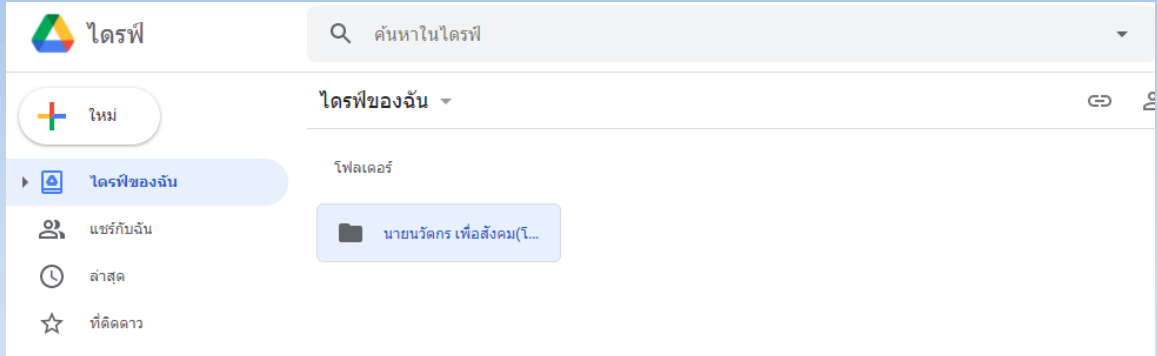 ไดรฟ์
ค้นหาในไดรฟ์
ใหม่
ไดรฟ์ของฉัน
แชร์กับฉัน
ล่าสุด
ที่ติดดาว
ไดรฟ์ของฉัน
โฟลเดอร์
นายนวัตกร เพื่อสังคม(โ...